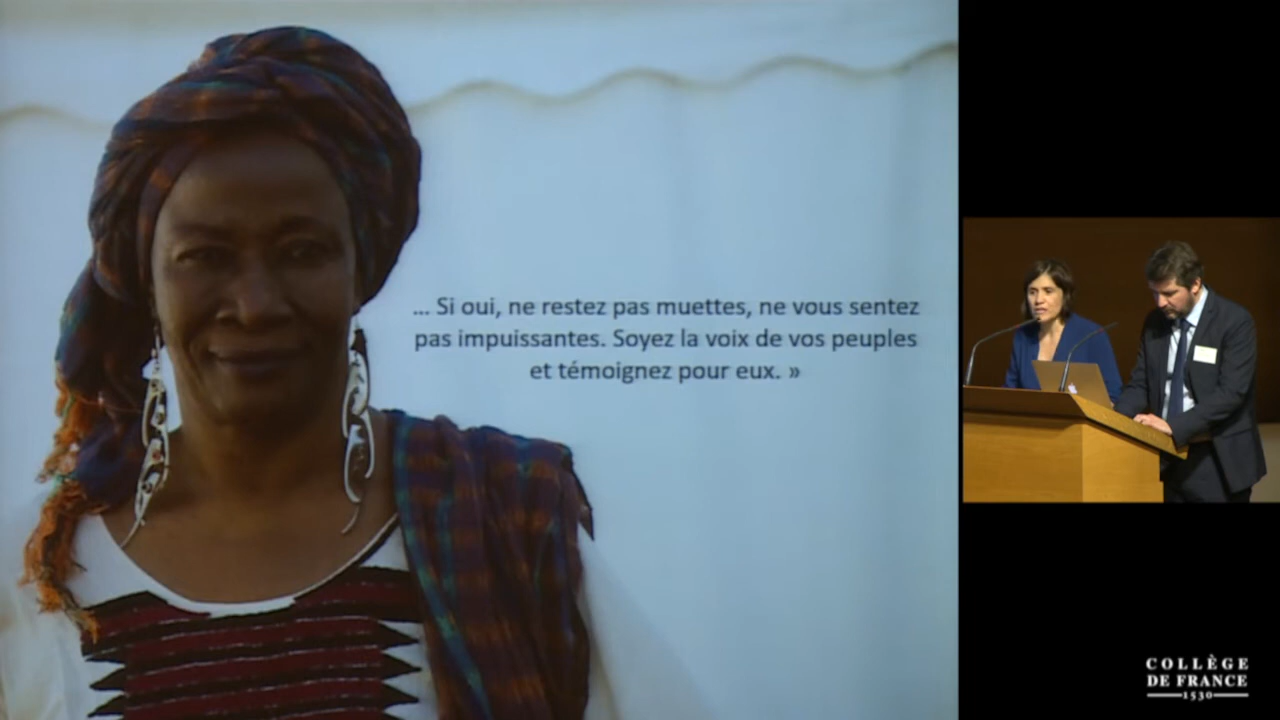 ... Si oui, ne restez pas muettes, ne vous sentez
pas impuissantes. Soyez la voix de vos peuples
et témoignez pour eux. »
COLLÈGE
DE FRANCE
1530